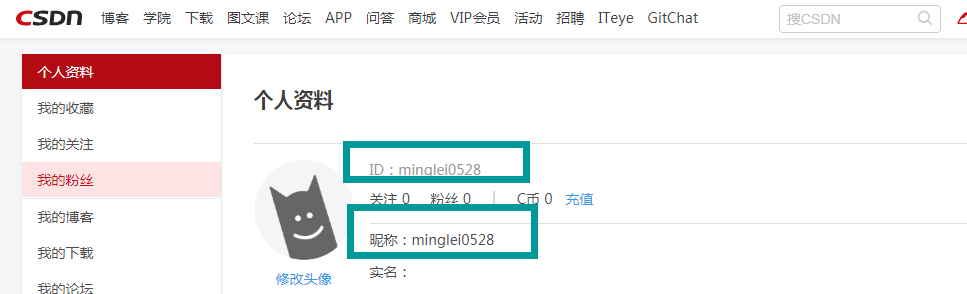 CSDN 博客 学院 下载 图文课 论坛 APP 问答 商城 VIP会员 活动 招聘 ITeye GitChat 搜CSDN
个人资料
我的收藏
我的关注
我的粉丝
我的博客
我的下载
我的论坛
个人资料
ID：minglei0528
关注 0 粉丝 0 | C币 0 充值
昵称：minglei0528
修改头像
实名：